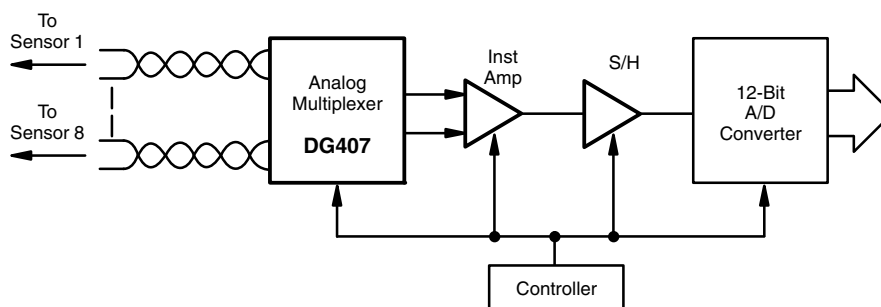 To
Sensor 1
To
Sensor 8
Analog
Multiplexer
DG407
Inst
Amp
S/H
12-Bit
A/D
Converter
Controller